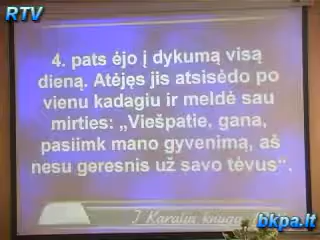 RTV
4. pats ėjo į dykumą visą
dieną. Atėjęs jis atsisėdo po
vienu kadagiu ir meldė sau
mirties: „Viešpatie, gana,
pasiimk mano gyvenimą, aš
nesu geresnis už savo tėvus“.
I Karalių knyga
bkpa.lt